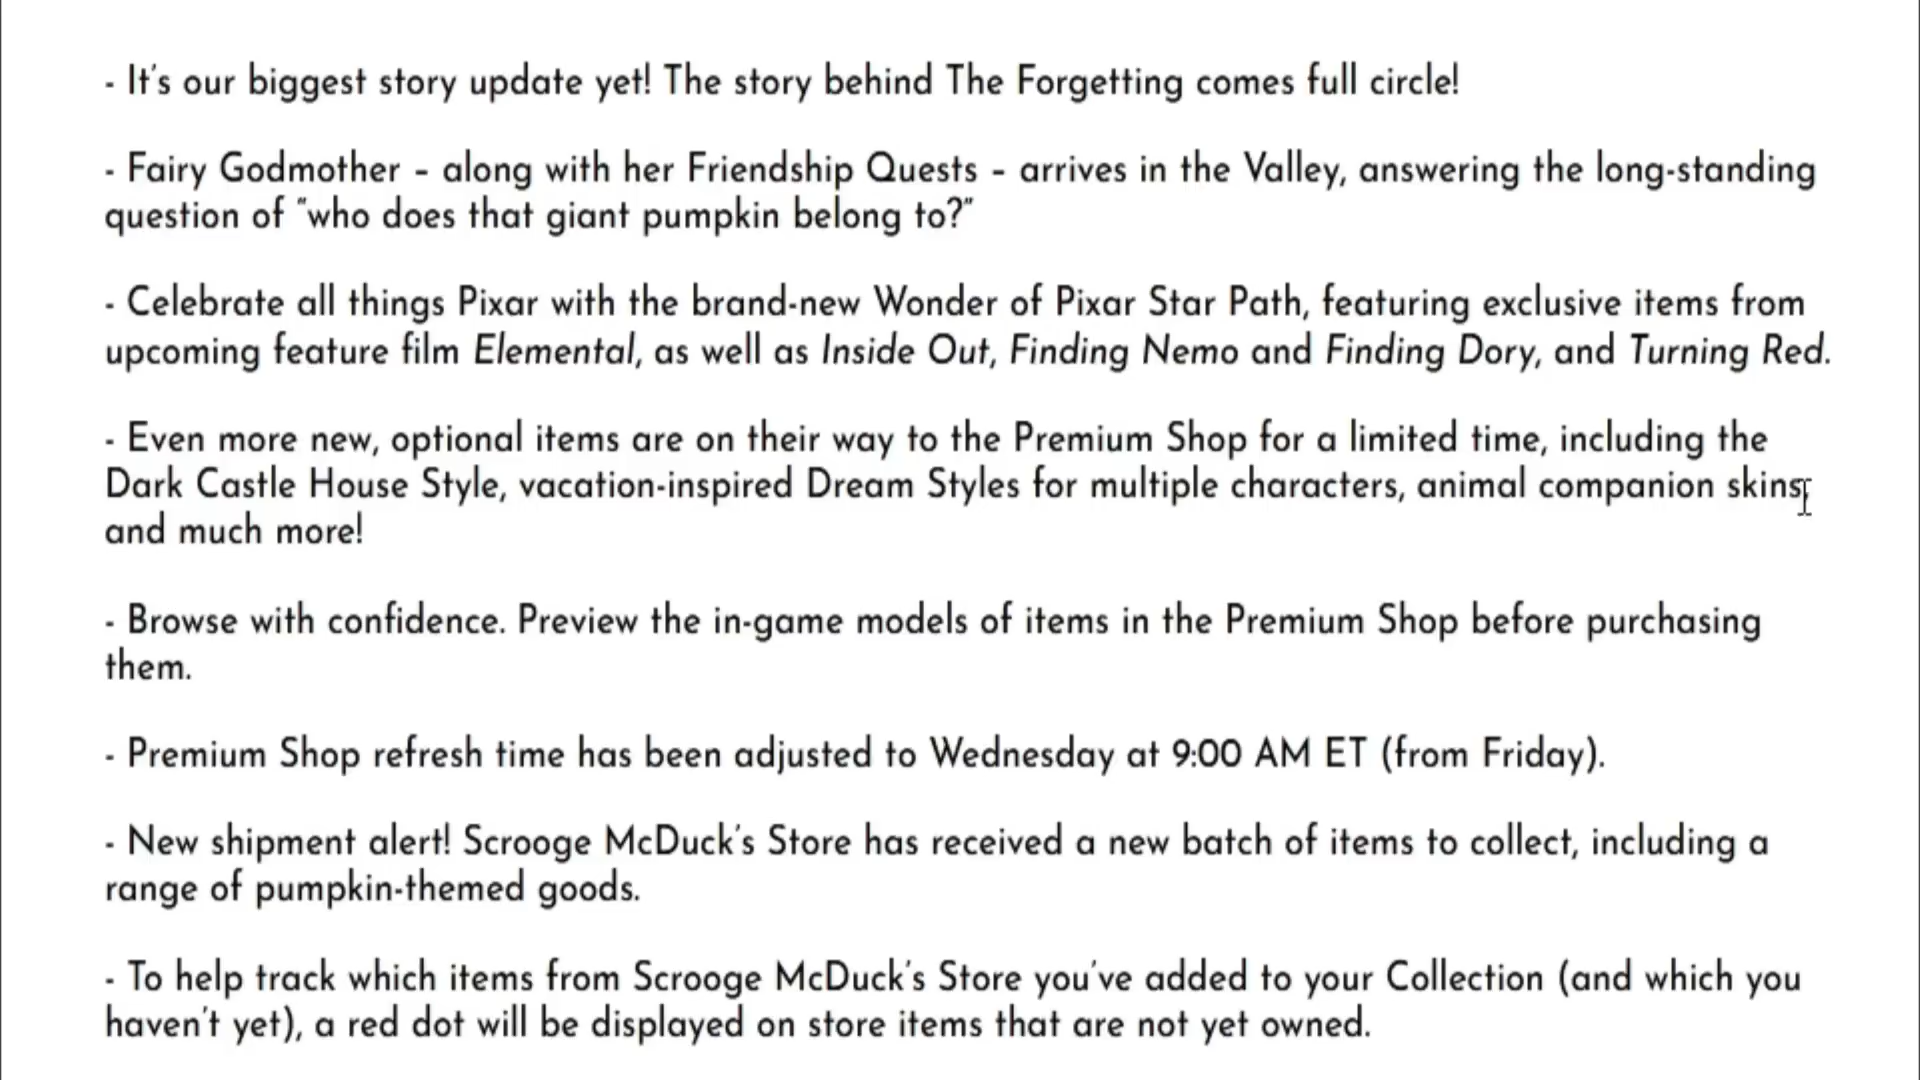 - It's our biggest story update yet! The story behind The Forgetting comes full circle!
- Fairy Godmother – along with her Friendship Quests – arrives in the Valley, answering the long-standing
question of "who does that giant pumpkin belong to?"
- Celebrate all things Pixar with the brand-new Wonder of Pixar Star Path, featuring exclusive items from
upcoming feature film Elemental, as well as Inside Out, Finding Nemo and Finding Dory, and Turning Red.
- Even more new, optional items are on their way to the Premium Shop for a limited time, including the
Dark Castle House Style, vacation-inspired Dream Styles for multiple characters, animal companion skins,
and much more!
- Browse with confidence. Preview the in-game models of items in the Premium Shop before purchasing
them.
- Premium Shop refresh time has been adjusted to Wednesday at 9:00 AM ET (from Friday).
- New shipment alert! Scrooge McDuck's Store has received a new batch of items to collect, including a
range of pumpkin-themed goods.
- To help track which items from Scrooge McDuck's Store you've added to your Collection (and which you
haven't yet), a red dot will be displayed on store items that are not yet owned.